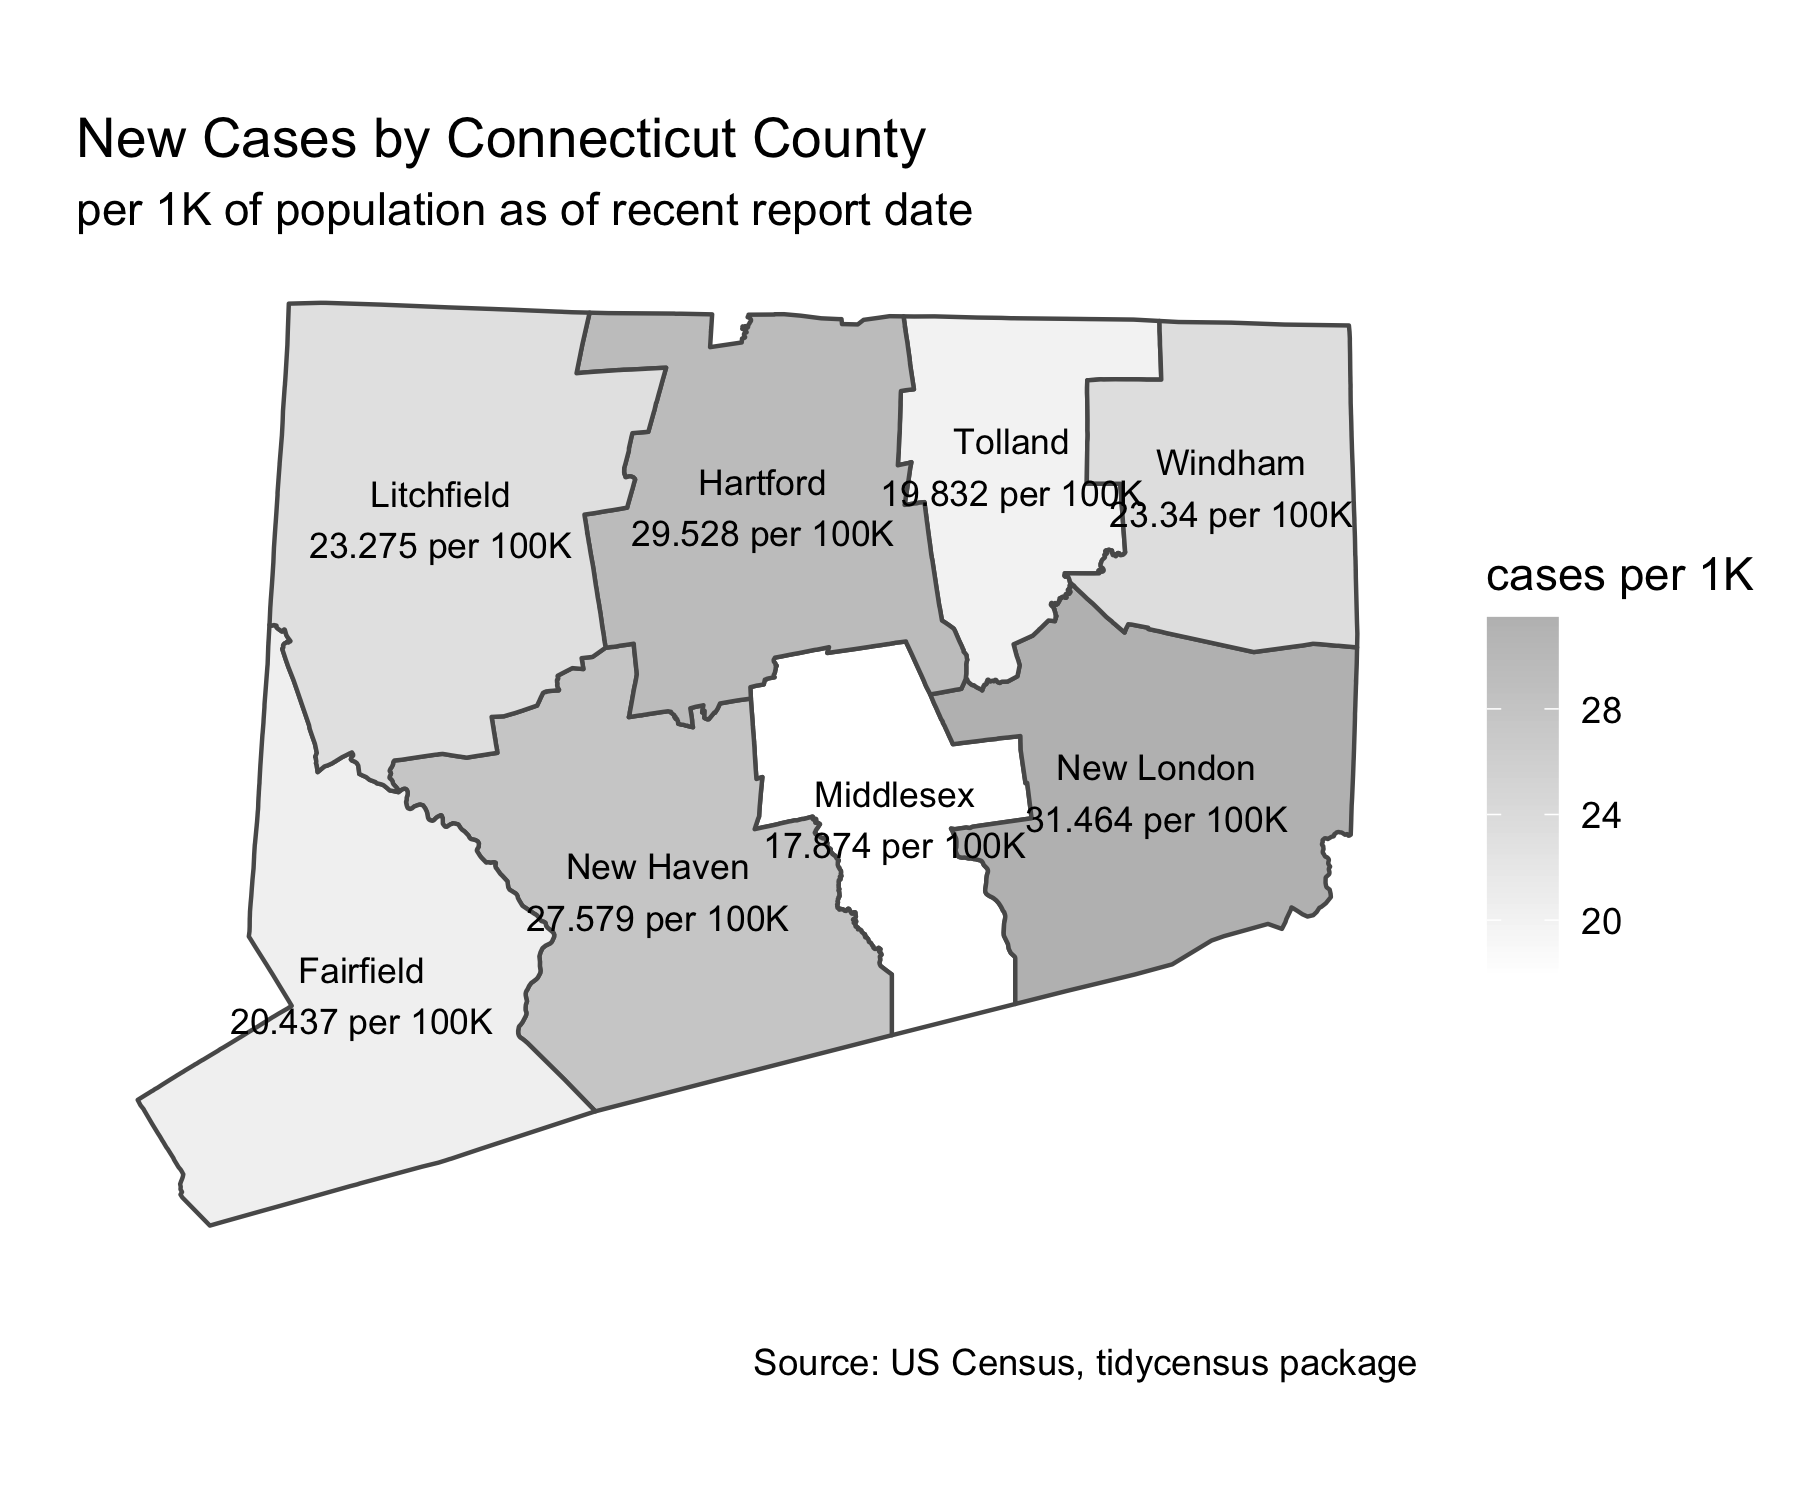 New Cases by Connecticut County
per 1K of population as of recent report date
Litchfield
23.275 per 100K
Hartford
29.528 per 100K
Tolland
19.832 per 100K
Windham
23.34 per 100K
New London
31.464 per 100K
Middlesex
17.874 per 100K
New Haven
27.579 per 100K
Fairfield
20.437 per 100K
cases per 1K
28
24
20
Source: US Census, tidycensus package